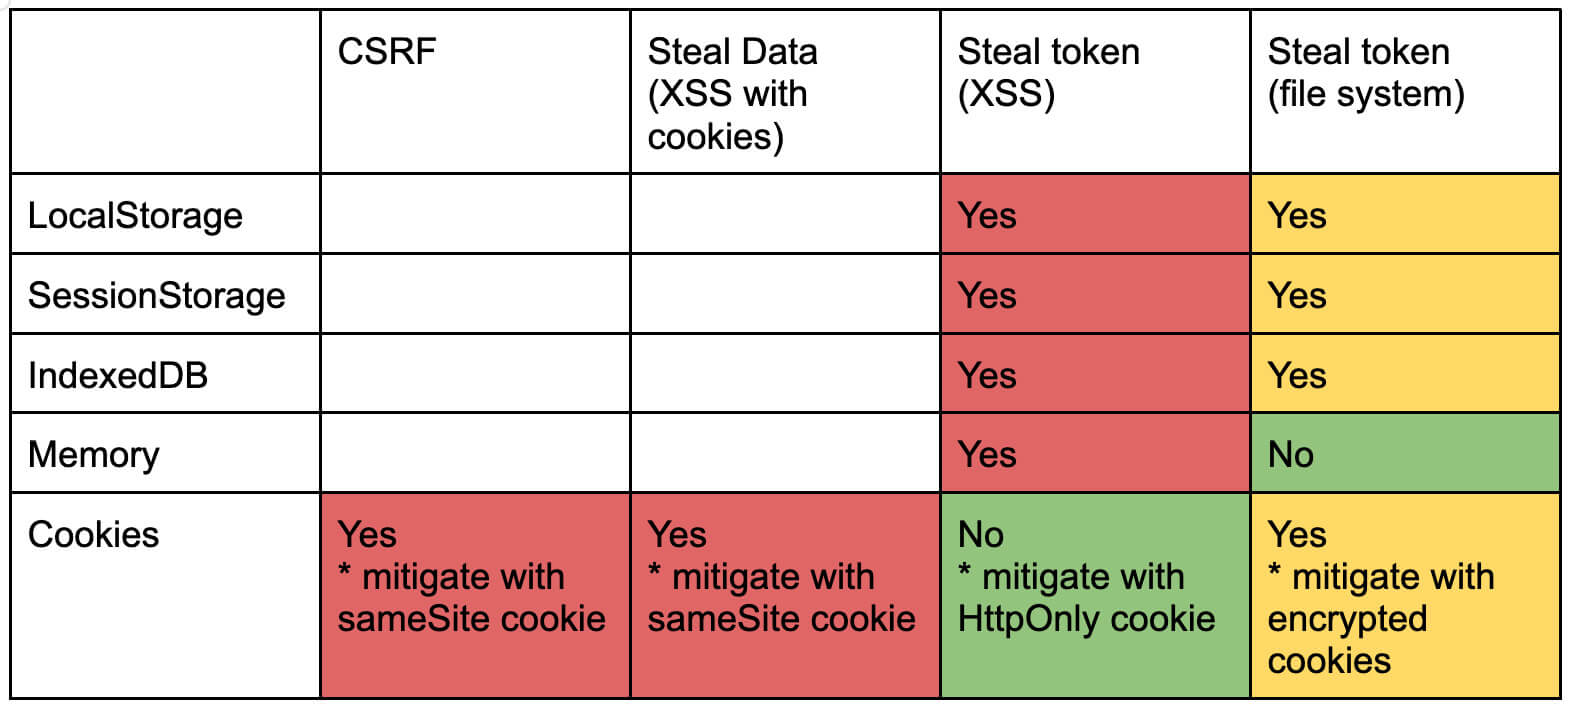 CSRF
Steal Data
(XSS with
cookies)
Steal token
(XSS)
Steal token
(file system)
LocalStorage
Yes
Yes
SessionStorage
Yes
Yes
IndexedDB
Yes
Yes
Memory
Yes
No
Cookies
Yes
* mitigate with
sameSite cookie
Yes
* mitigate with
sameSite cookie
No
* mitigate with
HttpOnly cookie
Yes
* mitigate with
encrypted
cookies